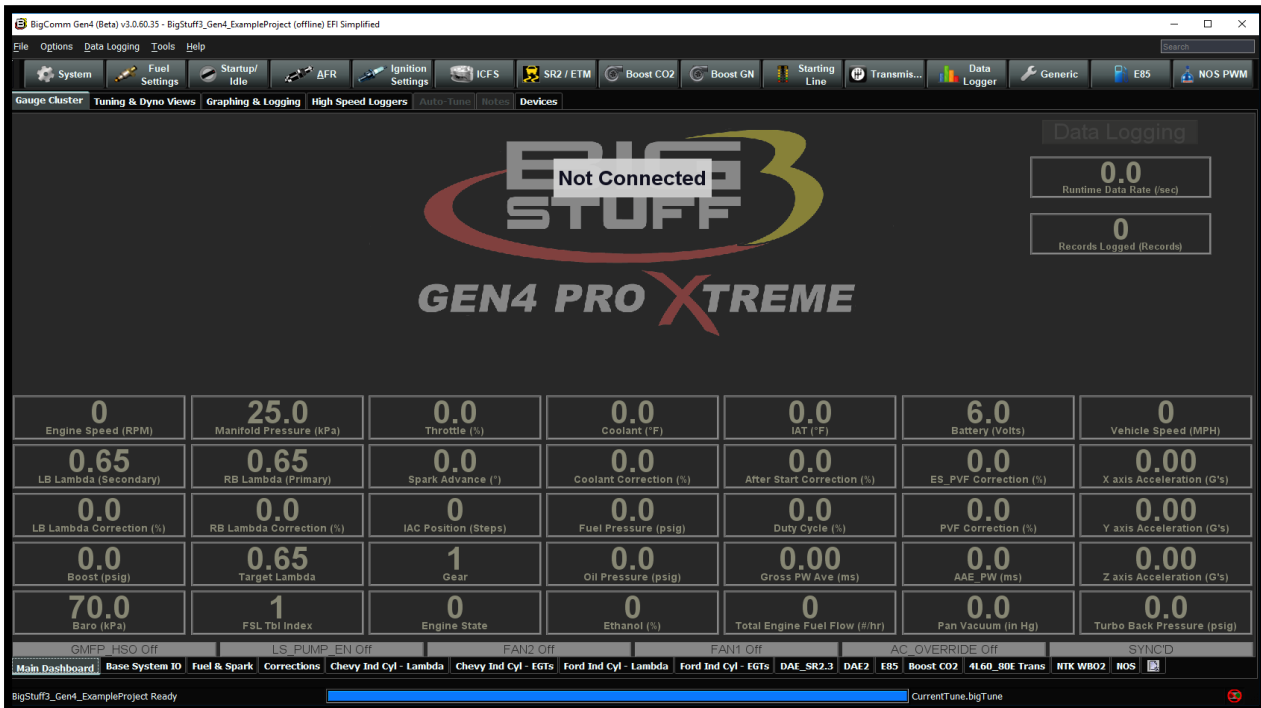 BigComm Gen4 (Beta) v3.0.60.35 - BigStuff3_Gen4_ExampleProject (offline) EFI Simplified
File Options Data Logging Tools Help Search
System Fuel Settings Startup/ Idle AFR Ignition Settings ICFS SR2 / ETM Boost CO2 Boost GN Starting Line Transmis... Data Logger Generic E85 NOS PWM
Gauge Cluster Tuning & Dyno Views Graphing & Logging High Speed Loggers Auto-Tune Notes Devices
Data Logging
BIG
STUFF
3
Not Connected
0.0
Runtime Data Rate (/sec)
0
Records Logged (Records)
GEN4 PRO XTREME
0 25.0 0.0 0.0 0.0 6.0 0
Engine Speed (RPM) Manifold Pressure (kPa) Throttle (%) Coolant (°F) IAT (°F) Battery (Volts) Vehicle Speed (MPH)
0.65 0.65 0.0 0.0 0.0 0.0 0.00
LB Lambda (Secondary) RB Lambda (Primary) Spark Advance (°) Coolant Correction (%) After Start Correction (%) ES_PVF Correction (%) X axis Acceleration (G's)
0.0 0.0 0 0.0 0.0 0.0 0.00
LB Lambda Correction (%) RB Lambda Correction (%) IAC Position (Steps) Fuel Pressure (psig) Duty Cycle (%) PVF Correction (%) Y axis Acceleration (G's)
0.0 0.65 1 0.0 0.00 0.0 0.00
Boost (psig) Target Lambda Gear Oil Pressure (psig) Gross PW Ave (ms) AAE_PW (ms) Z axis Acceleration (G's)
70.0 1 0 0 0 0.0 0.0
Baro (kPa) FSL Tbl Index Engine State Ethanol (%) Total Engine Fuel Flow (#/hr) Pan Vacuum (in Hg) Turbo Back Pressure (psig)
GMFP_HSO Off LS_PUMP_EN Off FAN2 Off FAN1 Off AC_OVERRIDE Off SYNC'D
Main Dashboard Base System IO Fuel & Spark Corrections Chevy Ind Cyl - Lambda Chevy Ind Cyl - EGTs Ford Ind Cyl - Lambda Ford Ind Cyl - EGTs DAE_SR2.3 DAE2 E85 Boost CO2 4L60_80E Trans NTK WBO2 NOS
BigStuff3_Gen4_ExampleProject Ready CurrentTune.bigTune